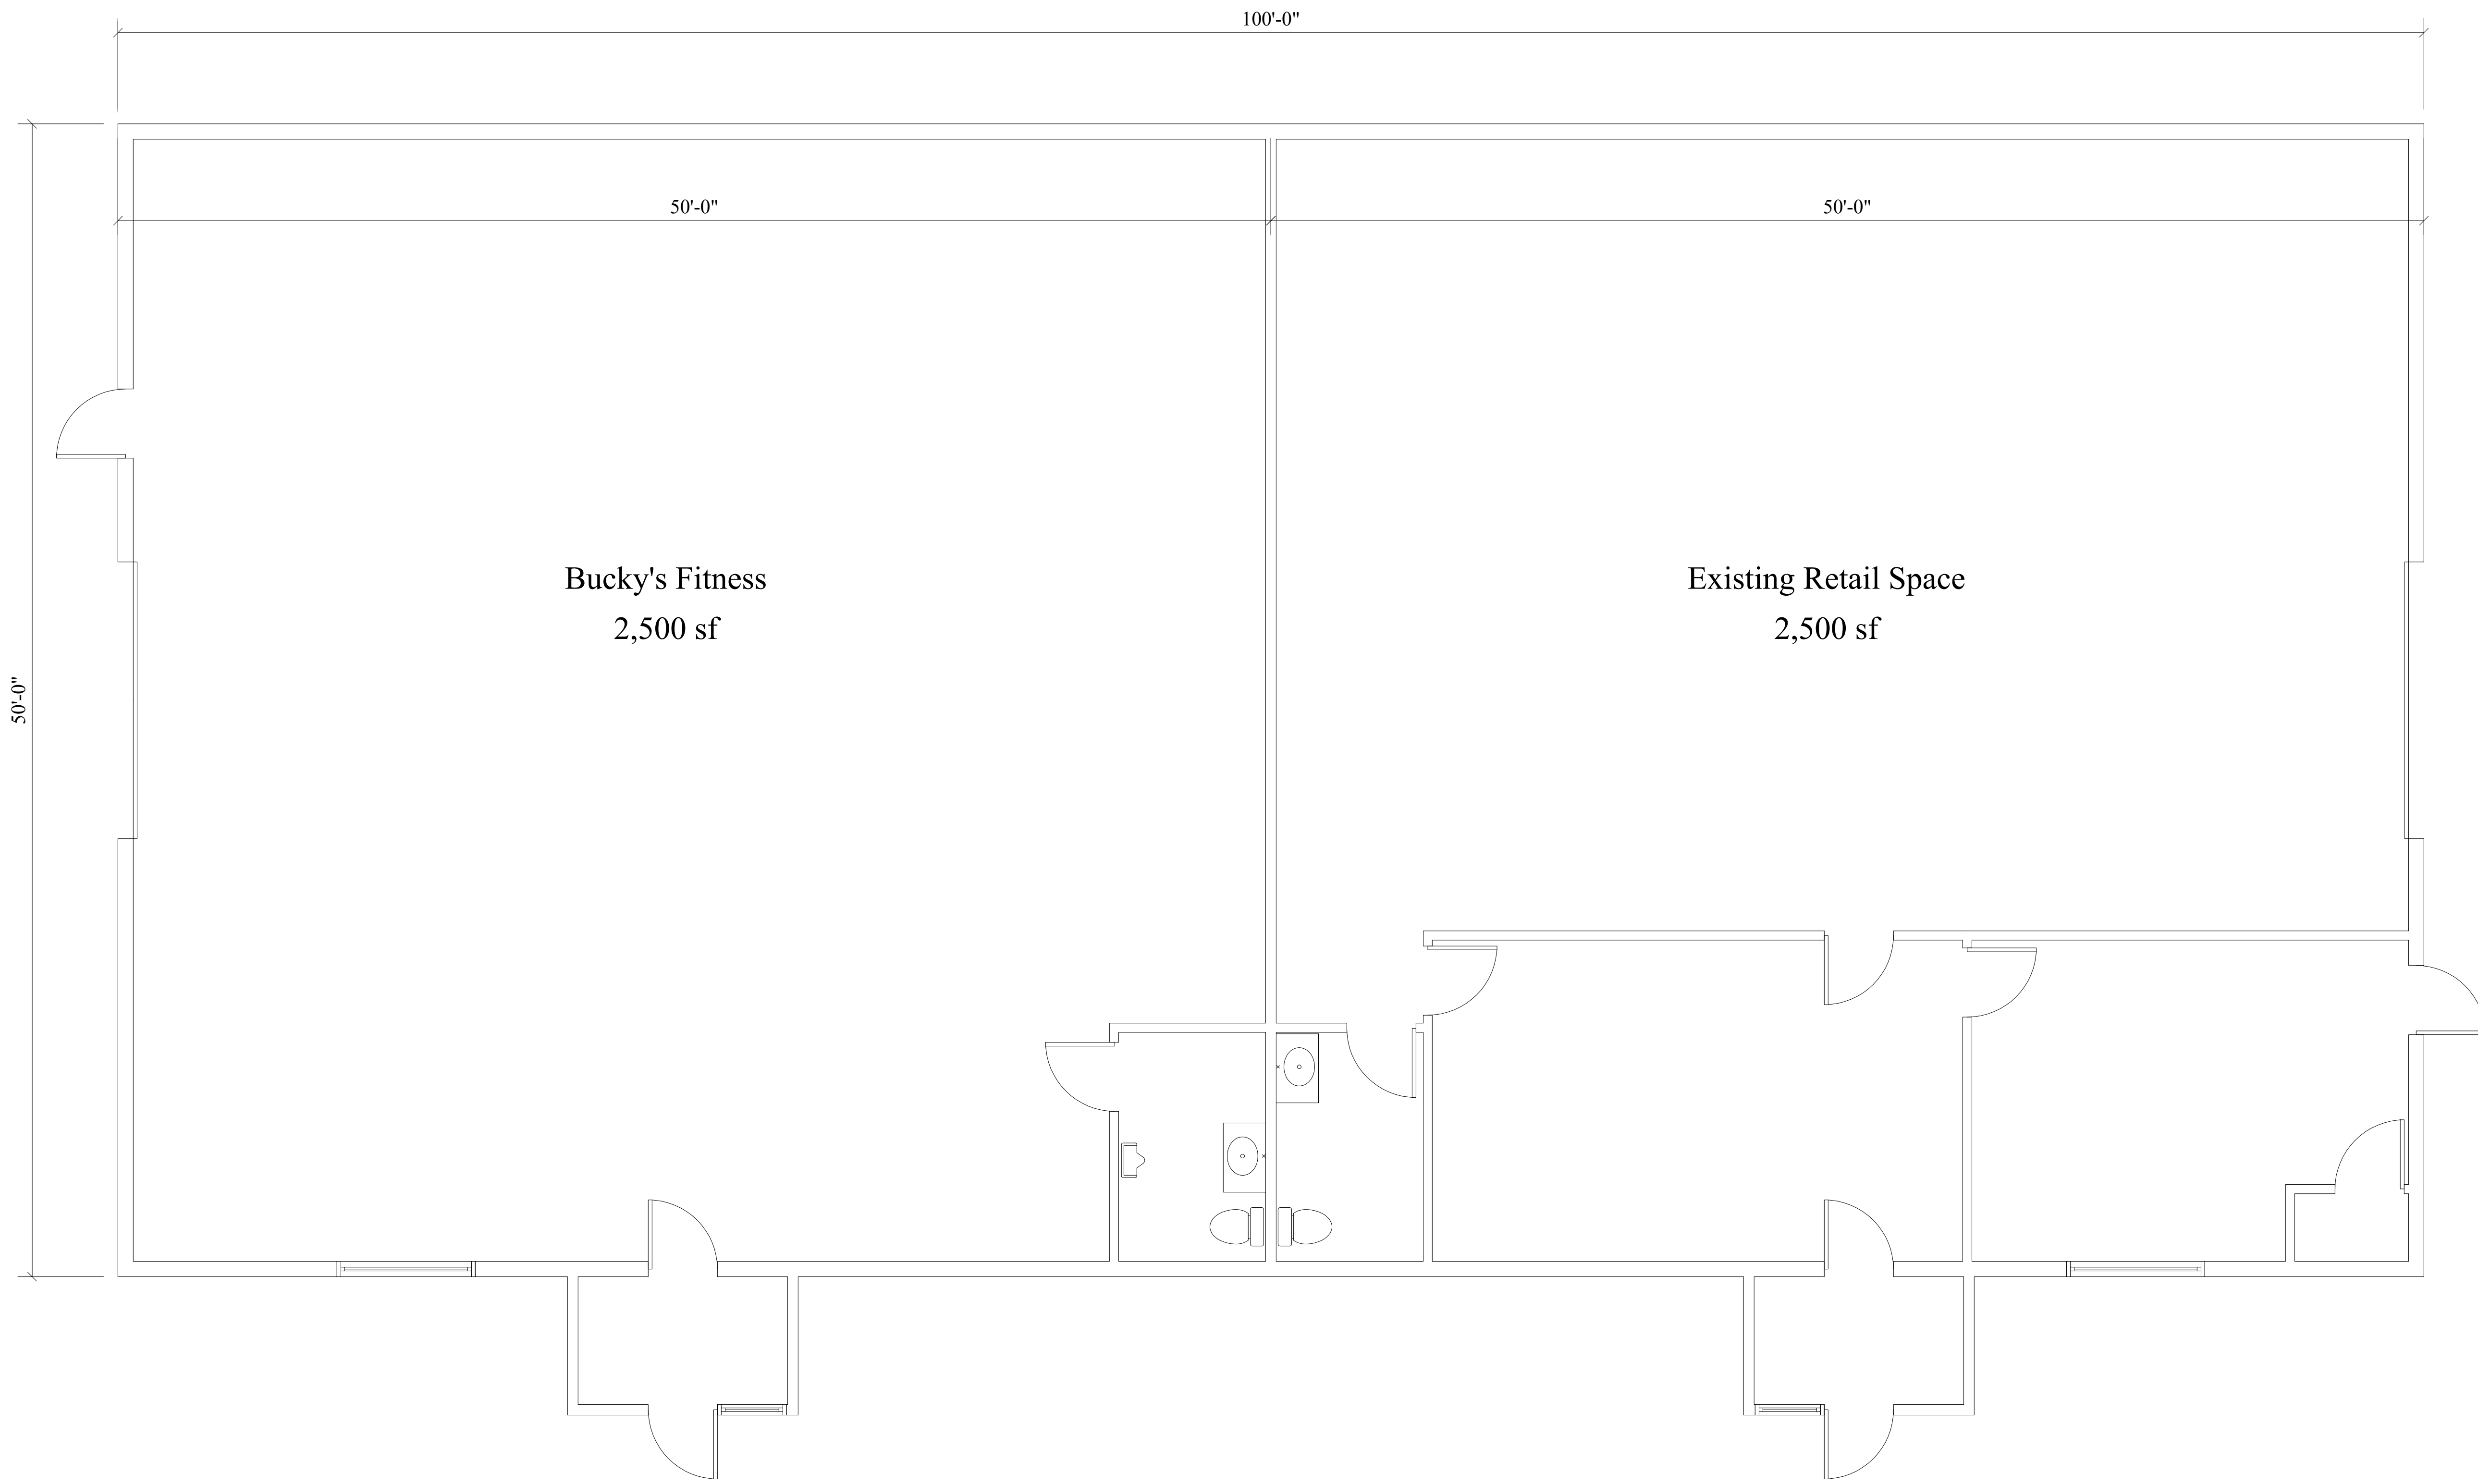 100'-0"
50'-0"
50'-0"
Bucky's Fitness
2,500 sf
Existing Retail Space
2,500 sf
50'-0"